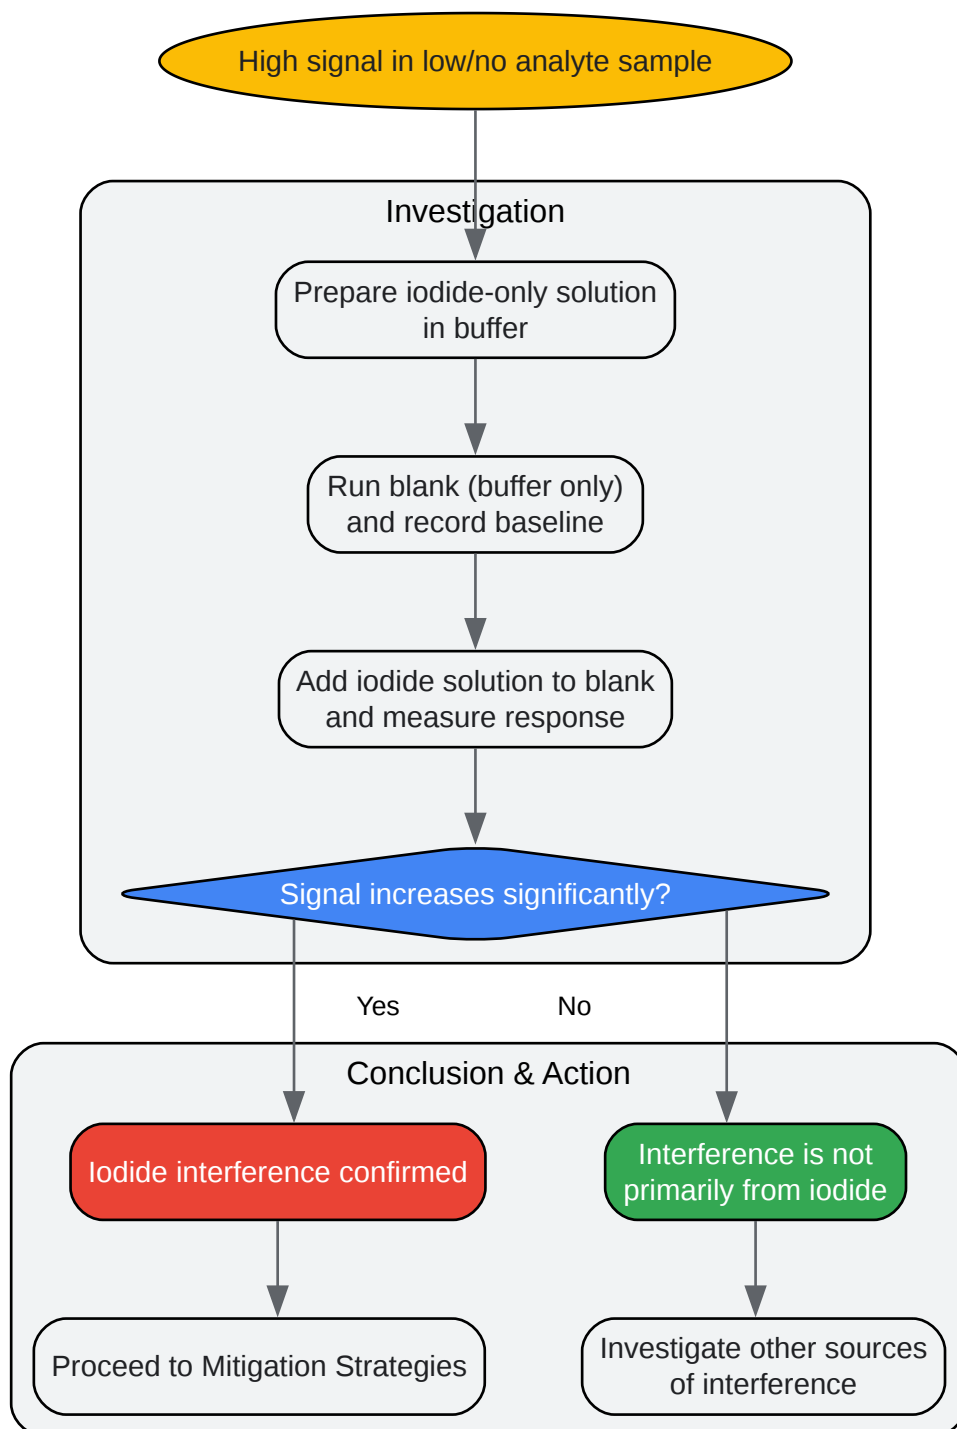 High signal in low/no analyte sample
Investigation
Prepare iodide-only solution
in buffer
Run blank (buffer only)
and record baseline
Add iodide solution to blank
and measure response
Signal increases significantly?
Yes
No
Conclusion & Action
Iodide interference confirmed
Interference is not
primarily from iodide
Proceed to Mitigation Strategies
Investigate other sources
of interference